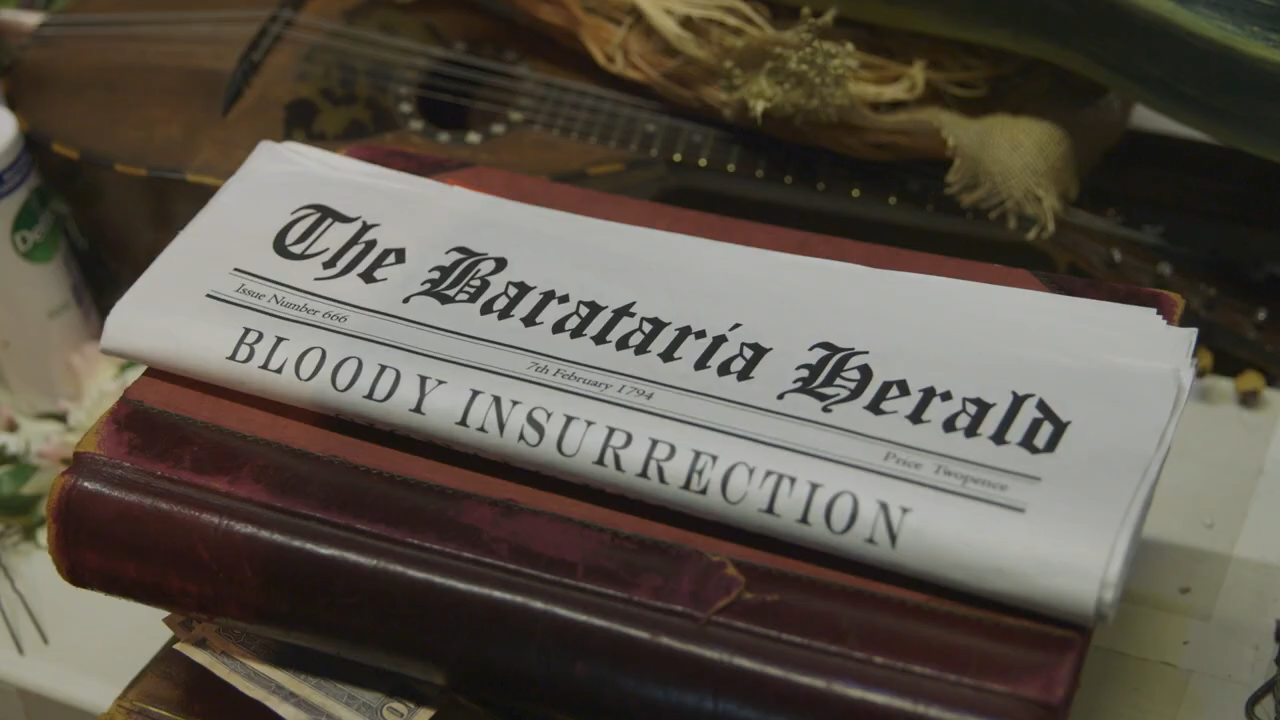 The Barataria Herald
Issue Number 666
7th February 1794
Price Twopence
BLOODY INSURRECTION